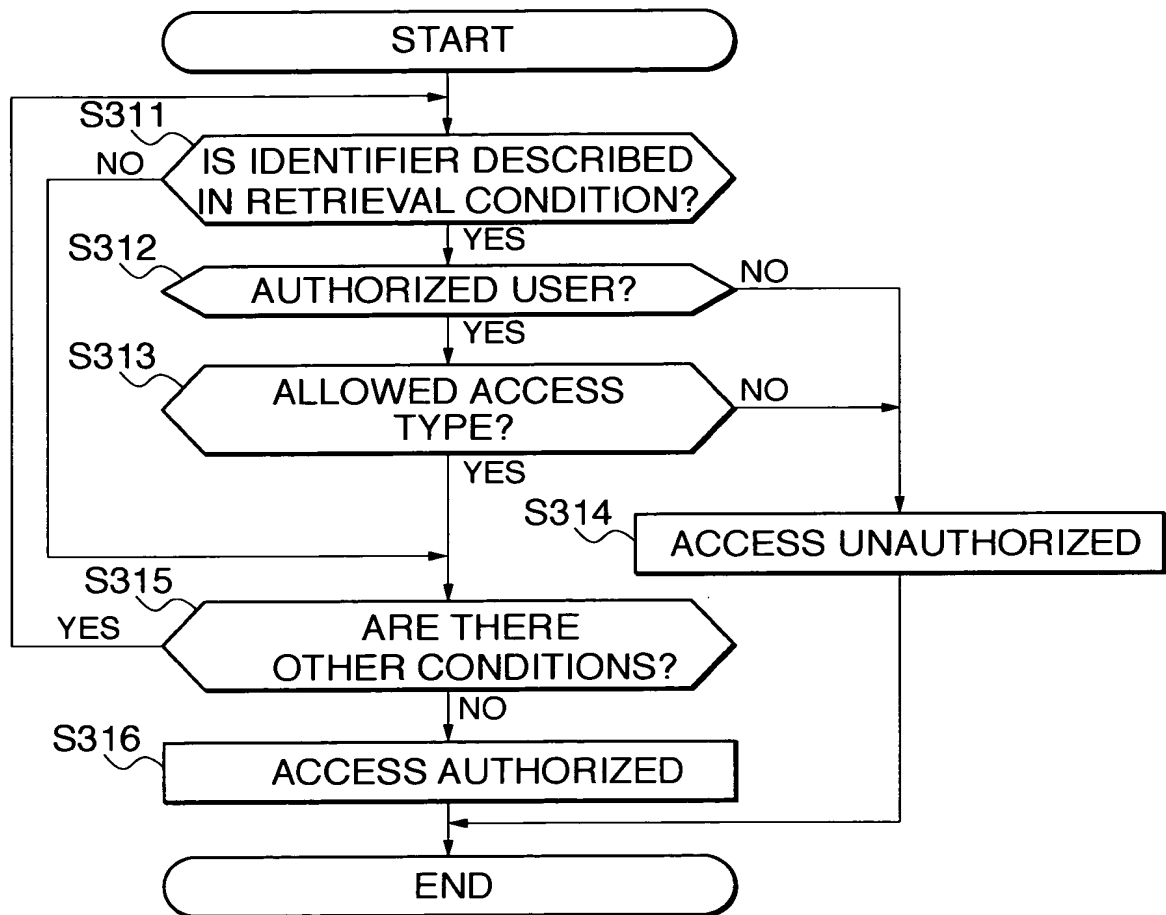 START
S311
NO
IS IDENTIFIER DESCRIBED
IN RETRIEVAL CONDITION?
YES
S312
AUTHORIZED USER?
NO
YES
S313
ALLOWED ACCESS
TYPE?
NO
YES
S314
ACCESS UNAUTHORIZED
S315
YES
ARE THERE
OTHER CONDITIONS?
NO
S316
ACCESS AUTHORIZED
END